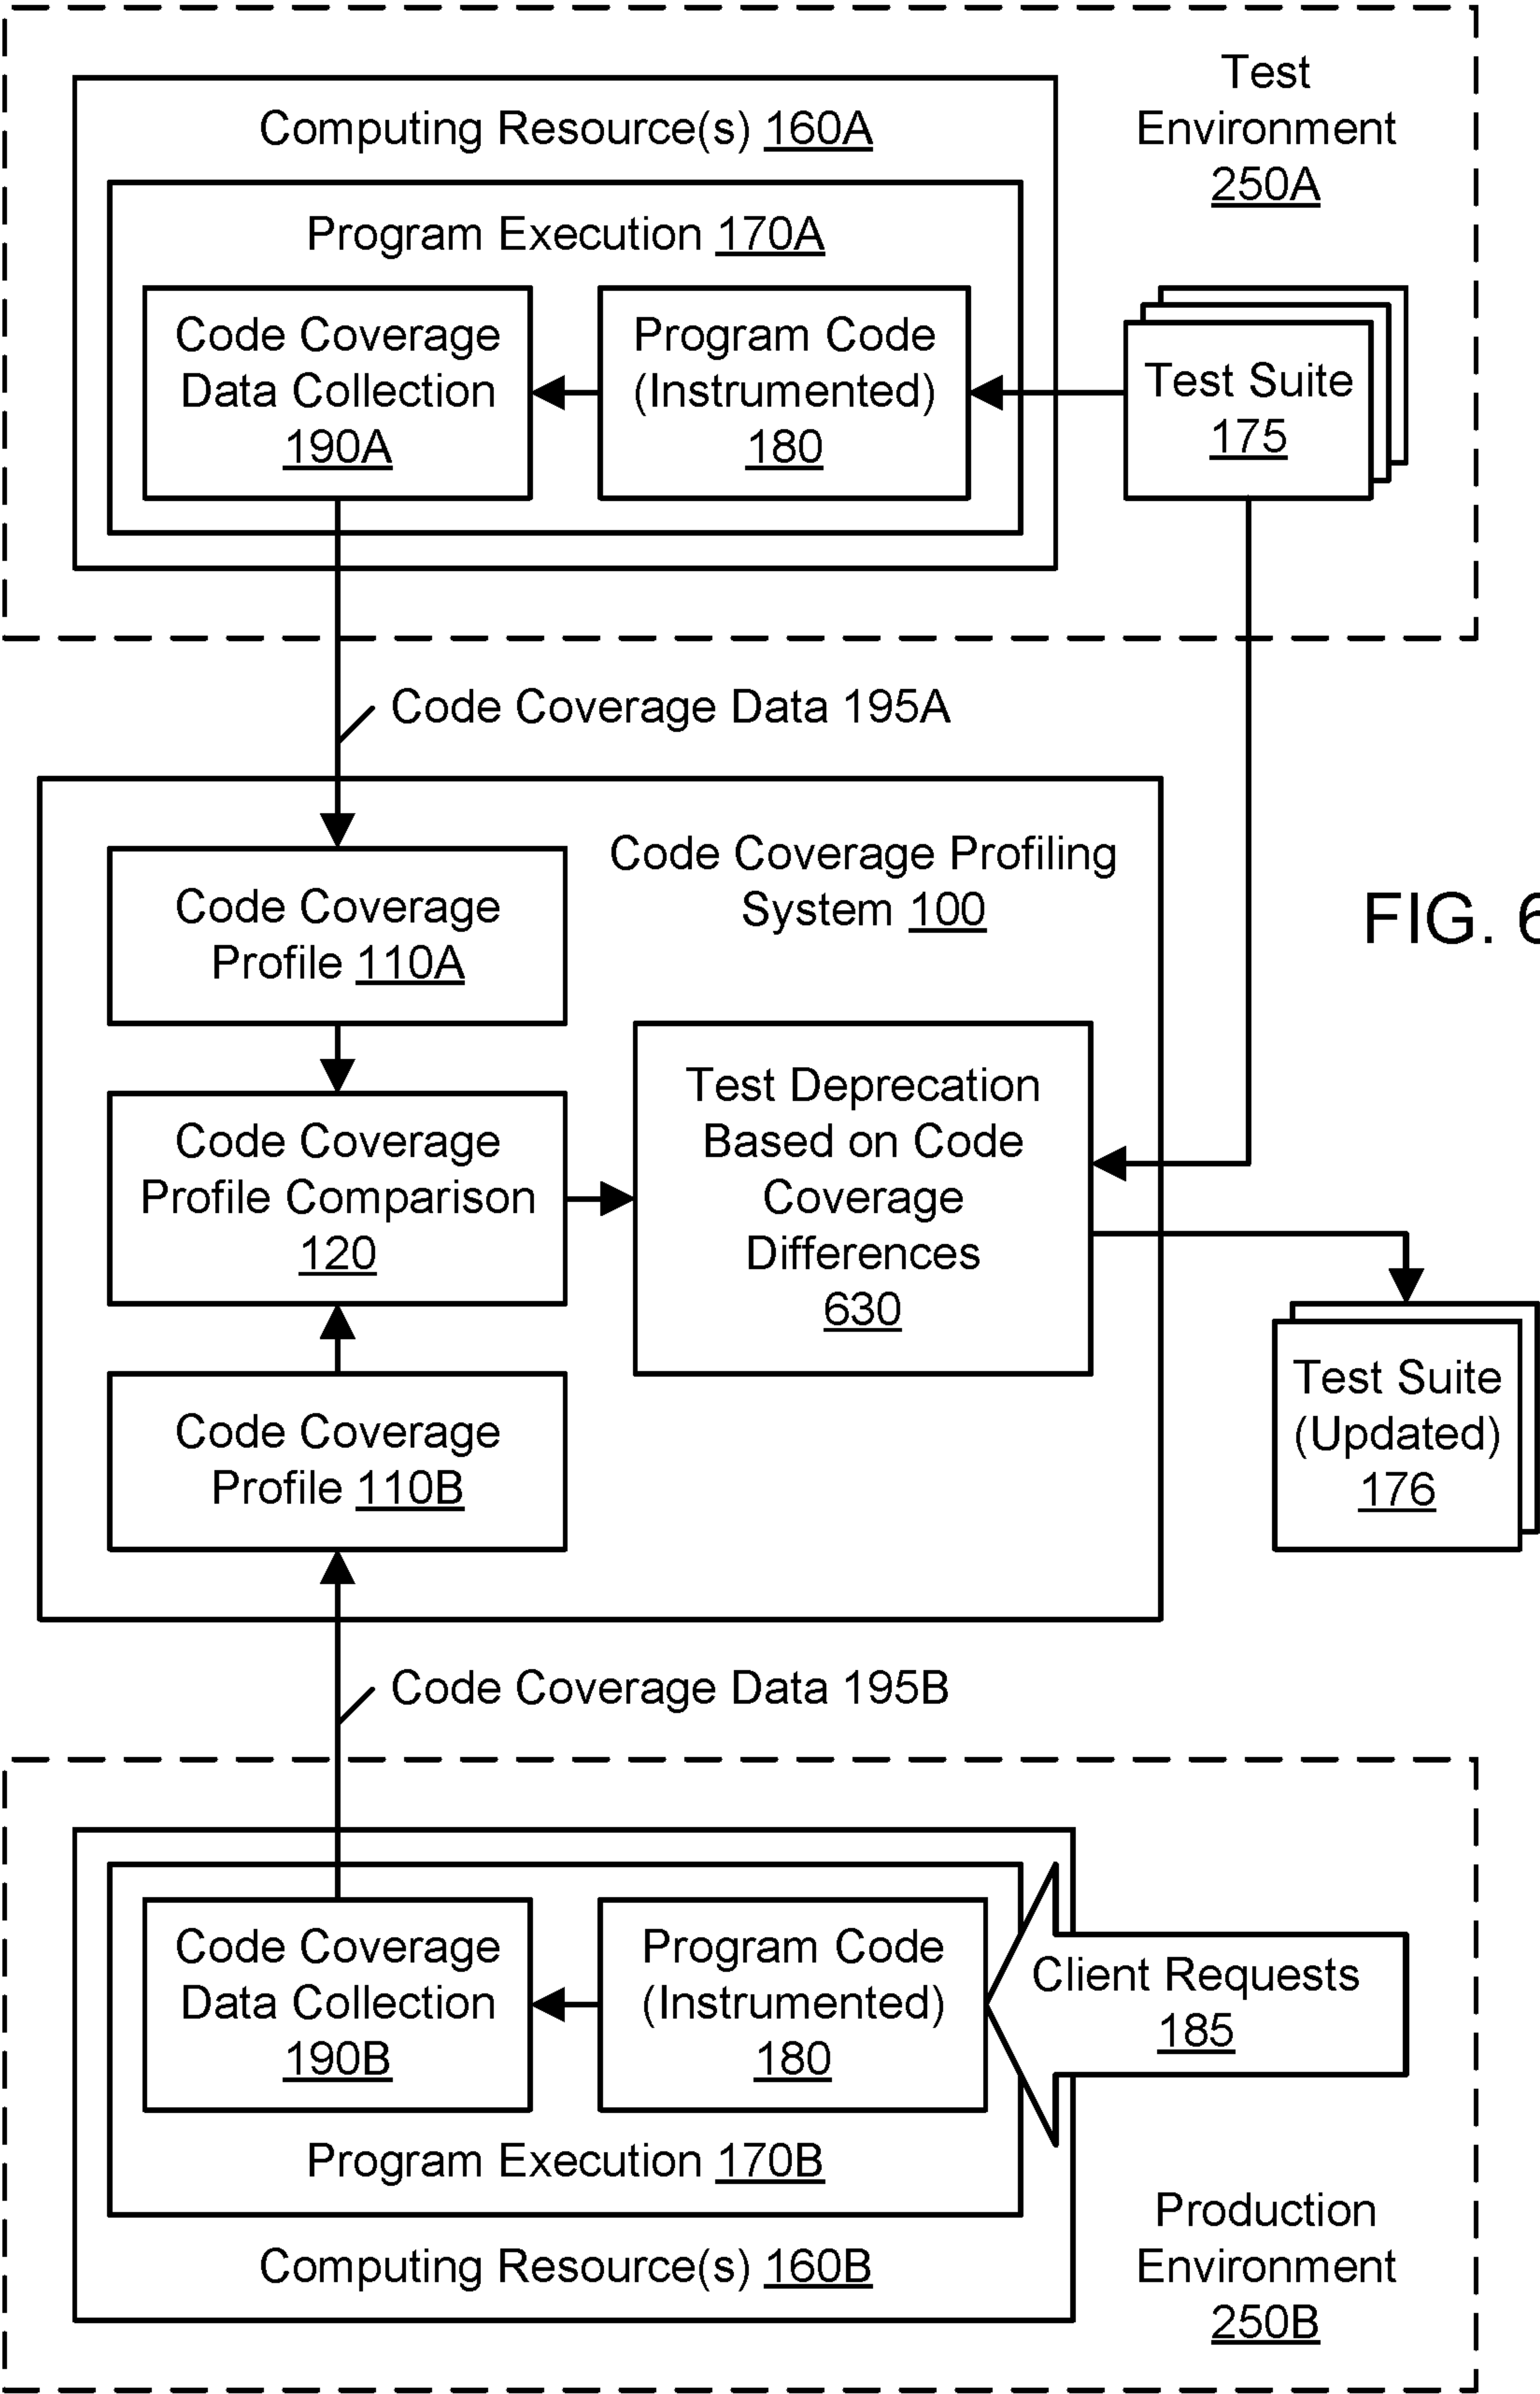 Test
Environment
250A
Computing Resource(s) 160A
Program Execution 170A
Code Coverage
Data Collection
190A
Program Code
(Instrumented)
180
Test Suite
175
Code Coverage Data 195A
Code Coverage Profiling
System 100
Code Coverage
Profile 110A
FIG. 6
Test Deprecation
Based on Code
Coverage
Differences
630
Code Coverage
Profile Comparison
120
Test Suite
(Updated)
176
Code Coverage
Profile 110B
Code Coverage Data 195B
Code Coverage
Data Collection
190B
Program Code
(Instrumented)
180
Client Requests
185
Program Execution 170B
Computing Resource(s) 160B
Production
Environment
250B